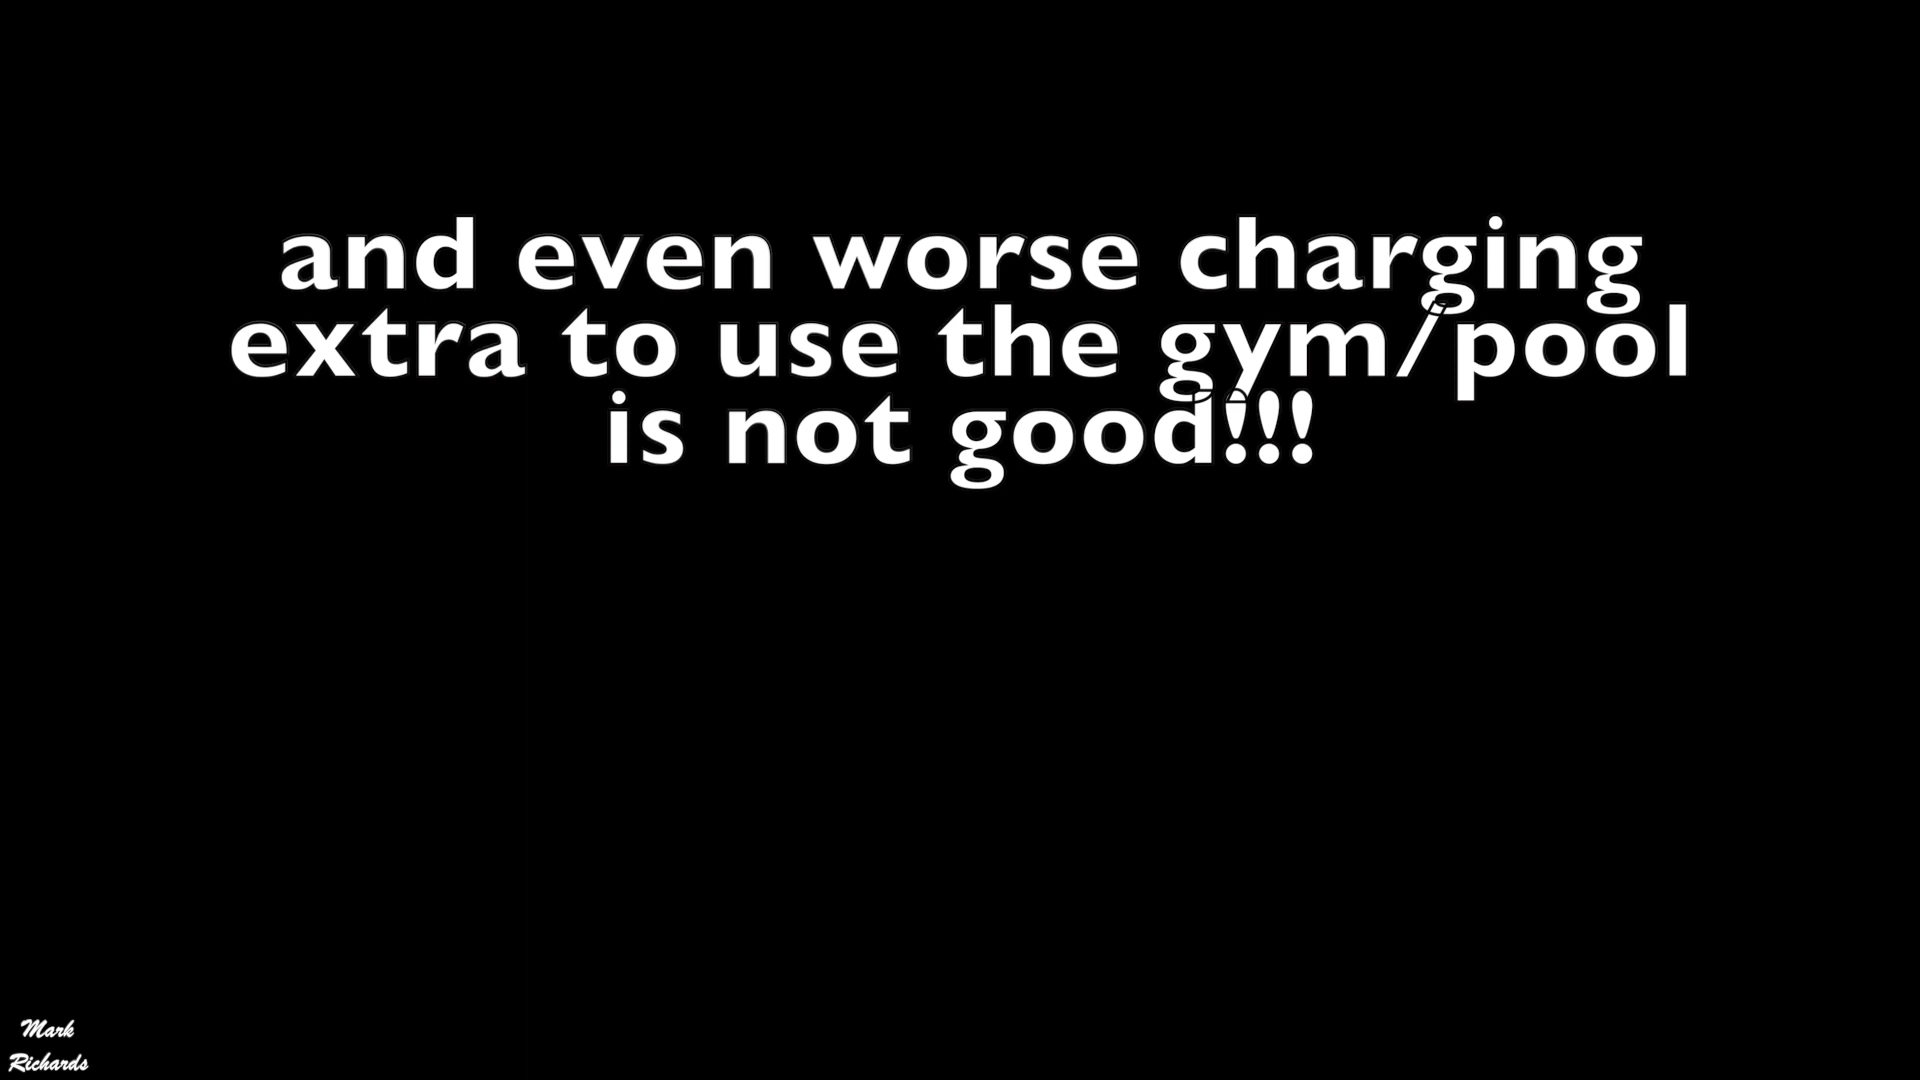 and even worse charging
extra to use the gym/pool
is not good!!!
Mark
Richards